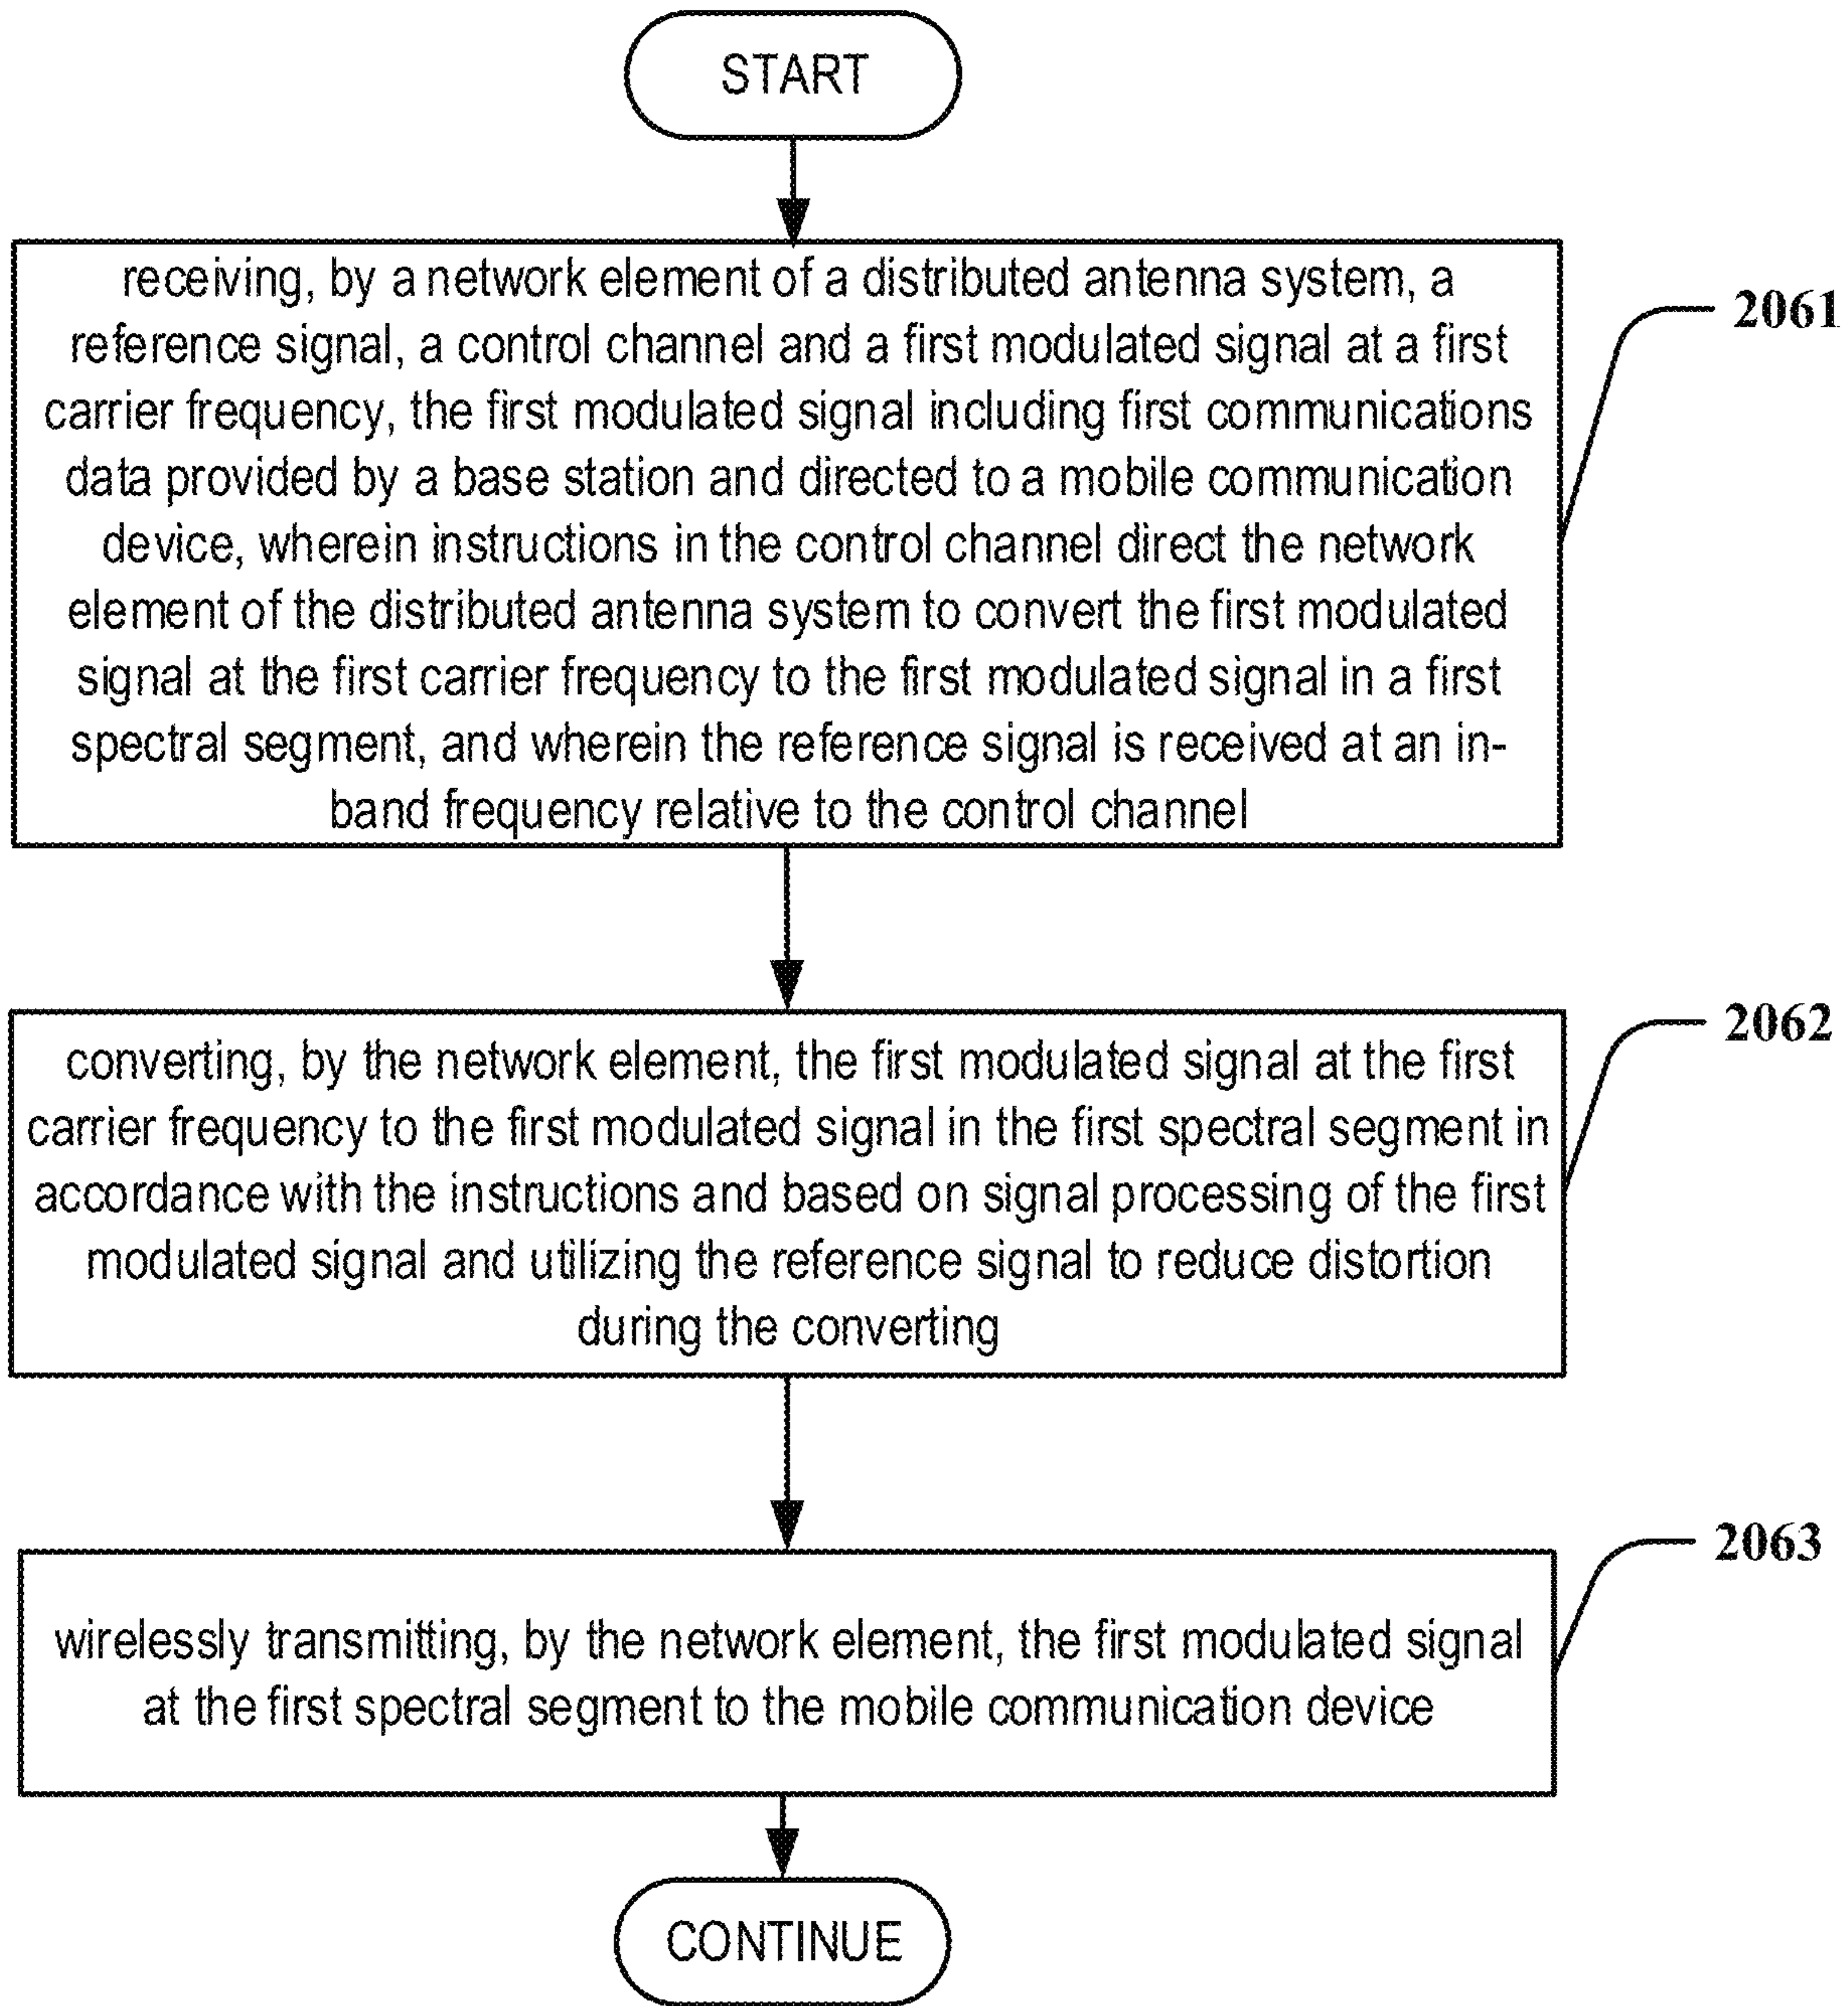 START
receiving, by a network element of a distributed antenna system, a
reference signal, a control channel and a first modulated signal at a first
carrier frequency, the first modulated signal including first communications
data provided by a base station and directed to a mobile communication
device, wherein instructions in the control channel direct the network
element of the distributed antenna system to convert the first modulated
signal at the first carrier frequency to the first modulated signal in a first
spectral segment, and wherein the reference signal is received at an in-
band frequency relative to the control channel
2061
converting, by the network element, the first modulated signal at the first
carrier frequency to the first modulated signal in the first spectral segment in
accordance with the instructions and based on signal processing of the first
modulated signal and utilizing the reference signal to reduce distortion
during the converting
2062
wirelessly transmitting, by the network element, the first modulated signal
at the first spectral segment to the mobile communication device
2063
CONTINUE